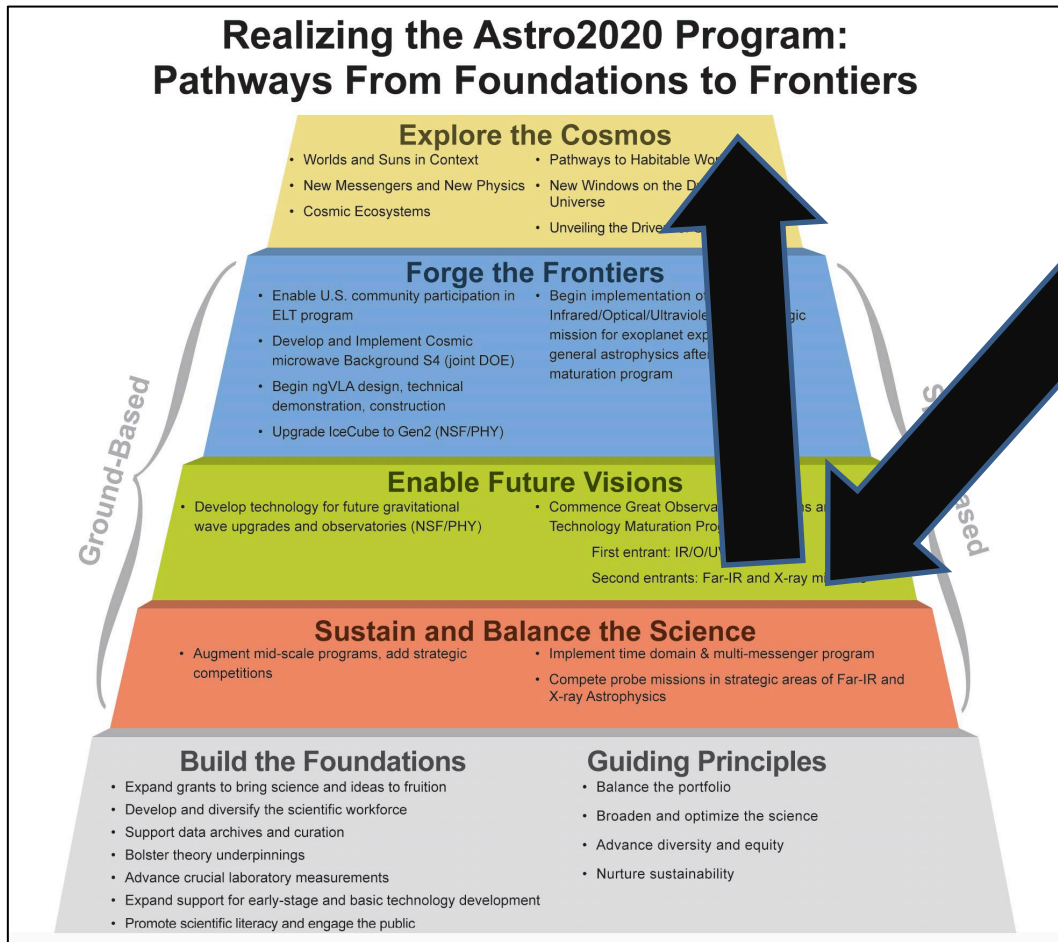 Realizing the Astro2020 Program:
Pathways From Foundations to Frontiers
Explore the Cosmos
• Worlds and Suns in Context
• New Messengers and New Physics
• Cosmic Ecosystems
• Pathways to Habitable
• New Windows on the
Universe
• Unveiling the
Forge the Frontiers
• Enable U.S. community participation in
ELT program
• Develop and Implement Cosmic
microwave Background S4 (joint DOE)
• Begin ngVLA design, technical
demonstration, construction
• Upgrade IceCube to Gen2 (NSF/PHY)
• Begin implementation of
Infrared/Optical/
mission for exoplanet
general astrophysics after
maturation program
Ground-Based
Enable Future Visions
• Develop technology for future gravitational
wave upgrades and observatories (NSF/PHY)
• Commence Great
Technology Maturation
First entrant:
Second entrants: Far-IR and X-ray
Sustain and Balance the Science
• Augment mid-scale programs, add strategic
competitions
• Implement time domain & multi-messenger program
• Compete probe missions in strategic areas of Far-IR and
X-ray Astrophysics
Build the Foundations
• Expand grants to bring science and ideas to fruition
• Develop and diversify the scientific workforce
• Support data archives and curation
• Bolster theory underpinnings
• Advance crucial laboratory measurements
• Expand support for early-stage and basic technology development
• Promote scientific literacy and engage the public
Guiding Principles
• Balance the portfolio
• Broaden and optimize the science
• Advance diversity and equity
• Nurture sustainability